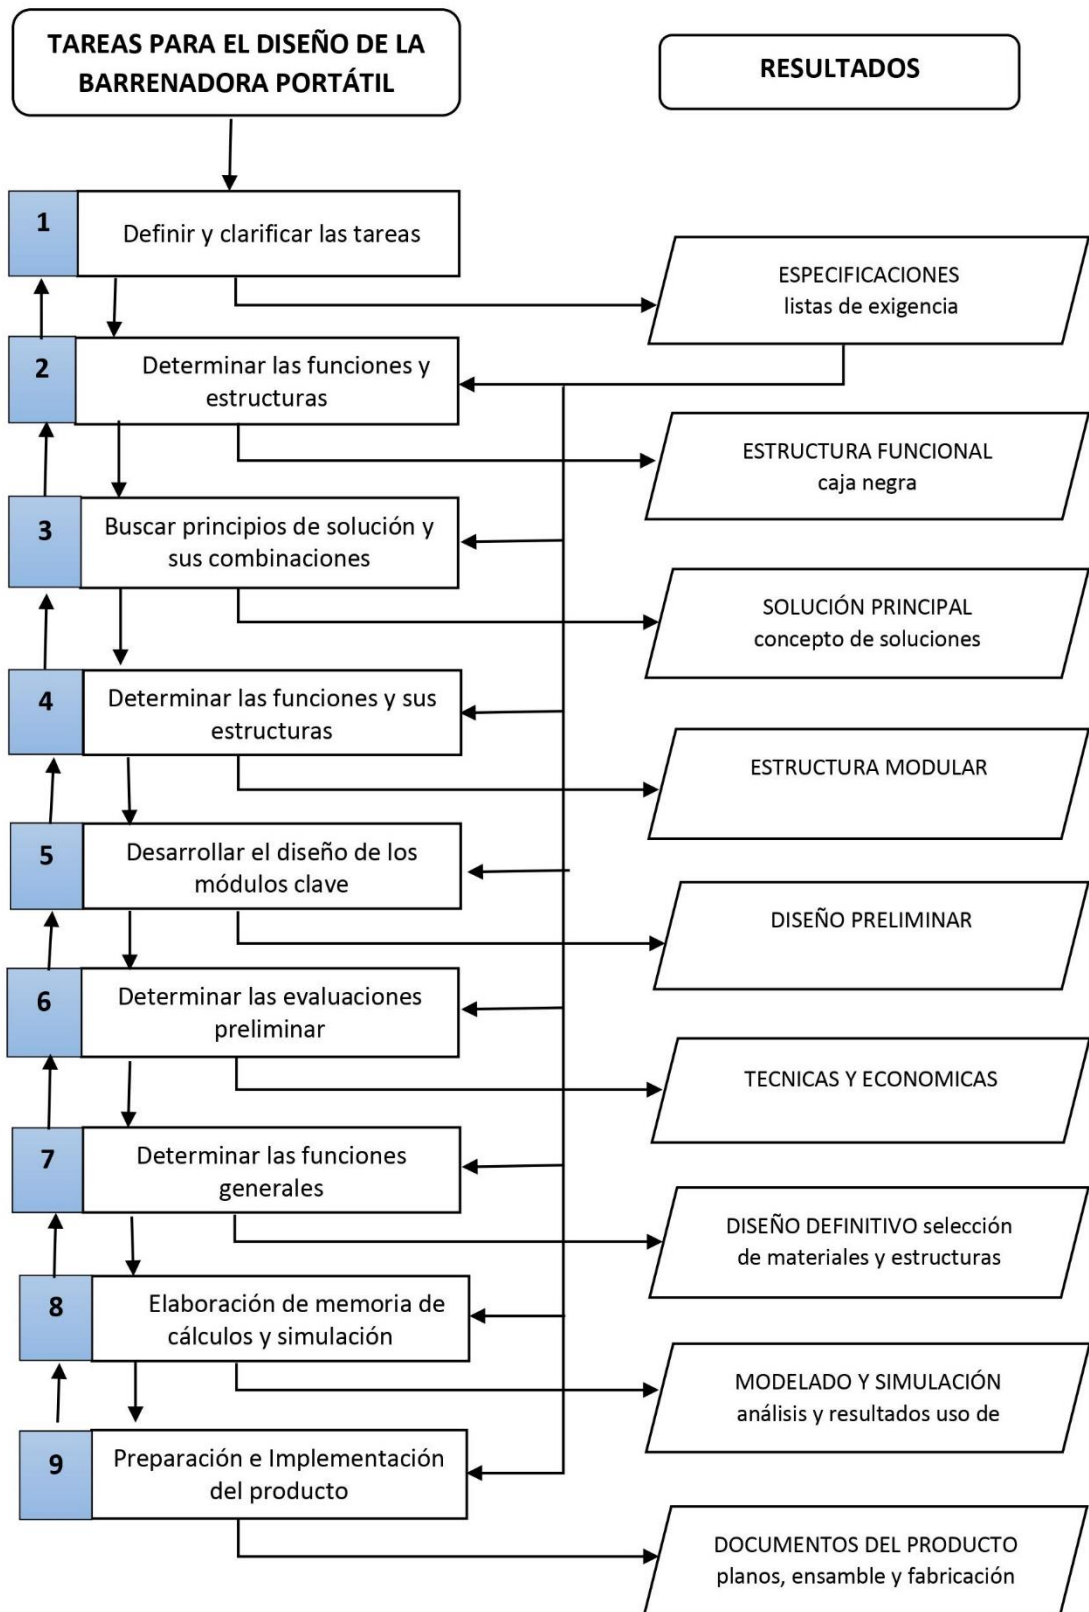 TAREAS PARA EL DISEÑO DE LA
BARRENADORA PORTÁTIL
RESULTADOS
1
Definir y clarificar las tareas
ESPECIFICACIONES
listas de exigencia
2
Determinar las funciones y
estructuras
ESTRUCTURA FUNCIONAL
caja negra
3
Buscar principios de solución y
sus combinaciones
SOLUCIÓN PRINCIPAL
concepto de soluciones
4
Determinar las funciones y sus
estructuras
ESTRUCTURA MODULAR
5
Desarrollar el diseño de los
módulos clave
DISEÑO PRELIMINAR
6
Determinar las evaluaciones
preliminar
TECNICAS Y ECONOMICAS
7
Determinar las funciones
generales
DISEÑO DEFINITIVO selección
de materiales y estructuras
8
Elaboración de memoria de
cálculos y simulación
MODELADO Y SIMULACIÓN
análisis y resultados uso de
9
Preparación e Implementación
del producto
DOCUMENTOS DEL PRODUCTO
planos, ensamble y fabricación